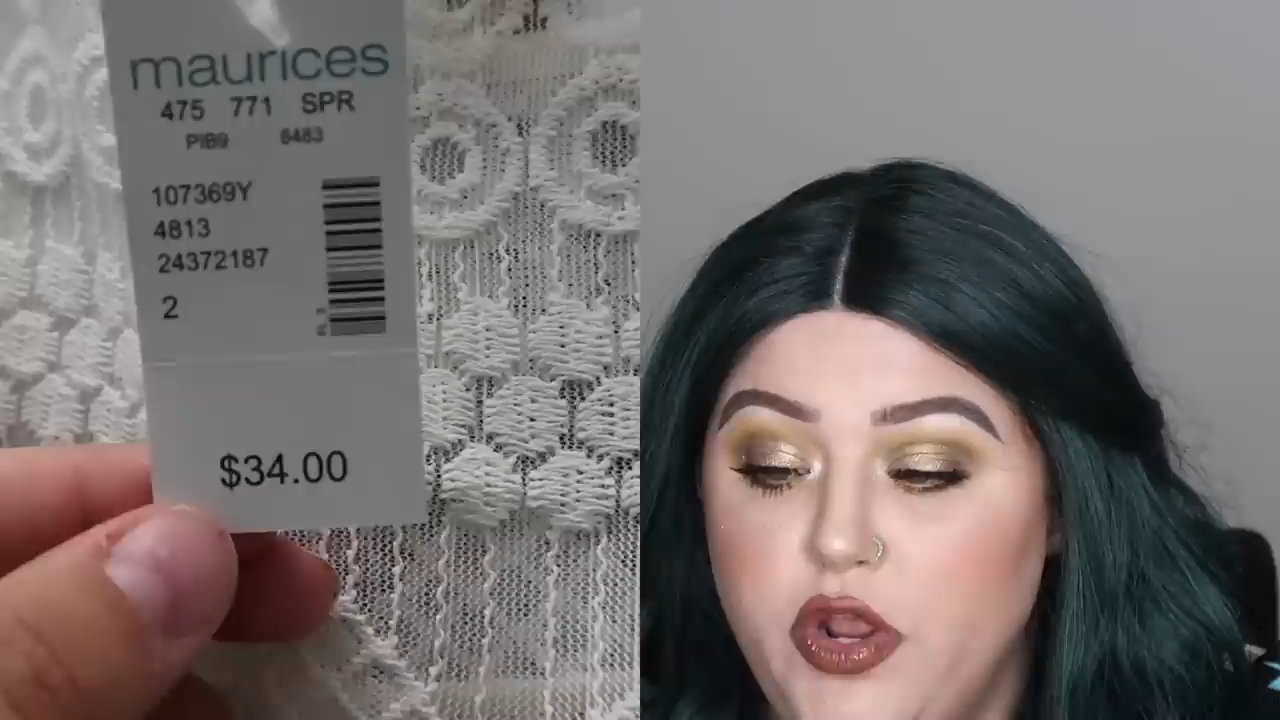 maurices
475 771 SPR
PIB9 6483
107369Y
4813
24372187
2
$34.00